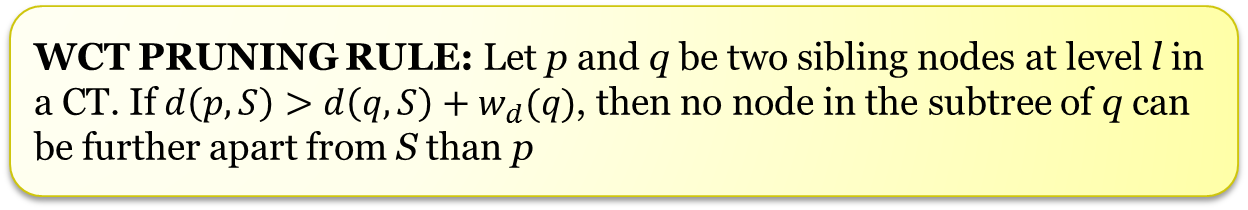 WCT PRUNING RULE: Let p and q be two sibling nodes at level l in
a CT. If d(p, S) > d(q, S) + w_d(q), then no node in the subtree of q can
be further apart from S than p